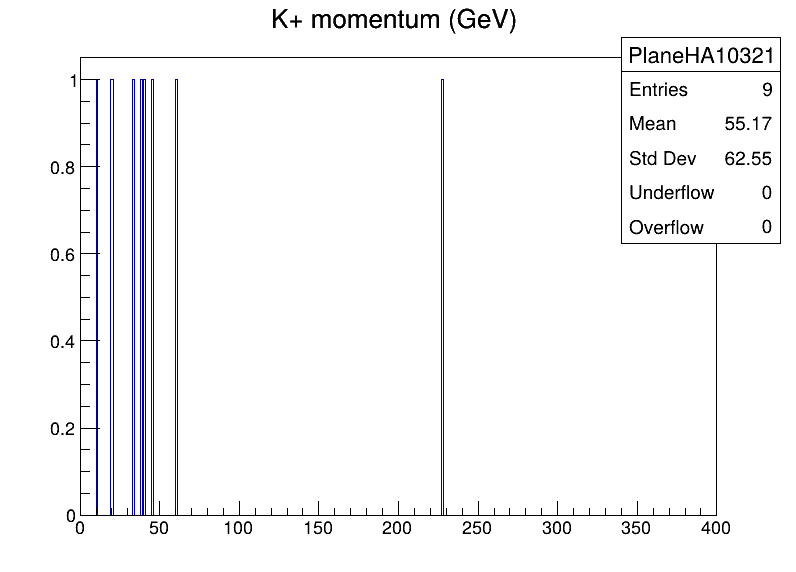 K+ momentum (GeV)
PlaneHA10321
Entries 9
Mean 55.17
Std Dev 62.55
Underflow 0
Overflow 0
1
0.8
0.6
0.4
0.2
0
0 50 100 150 200 250 300 350 400